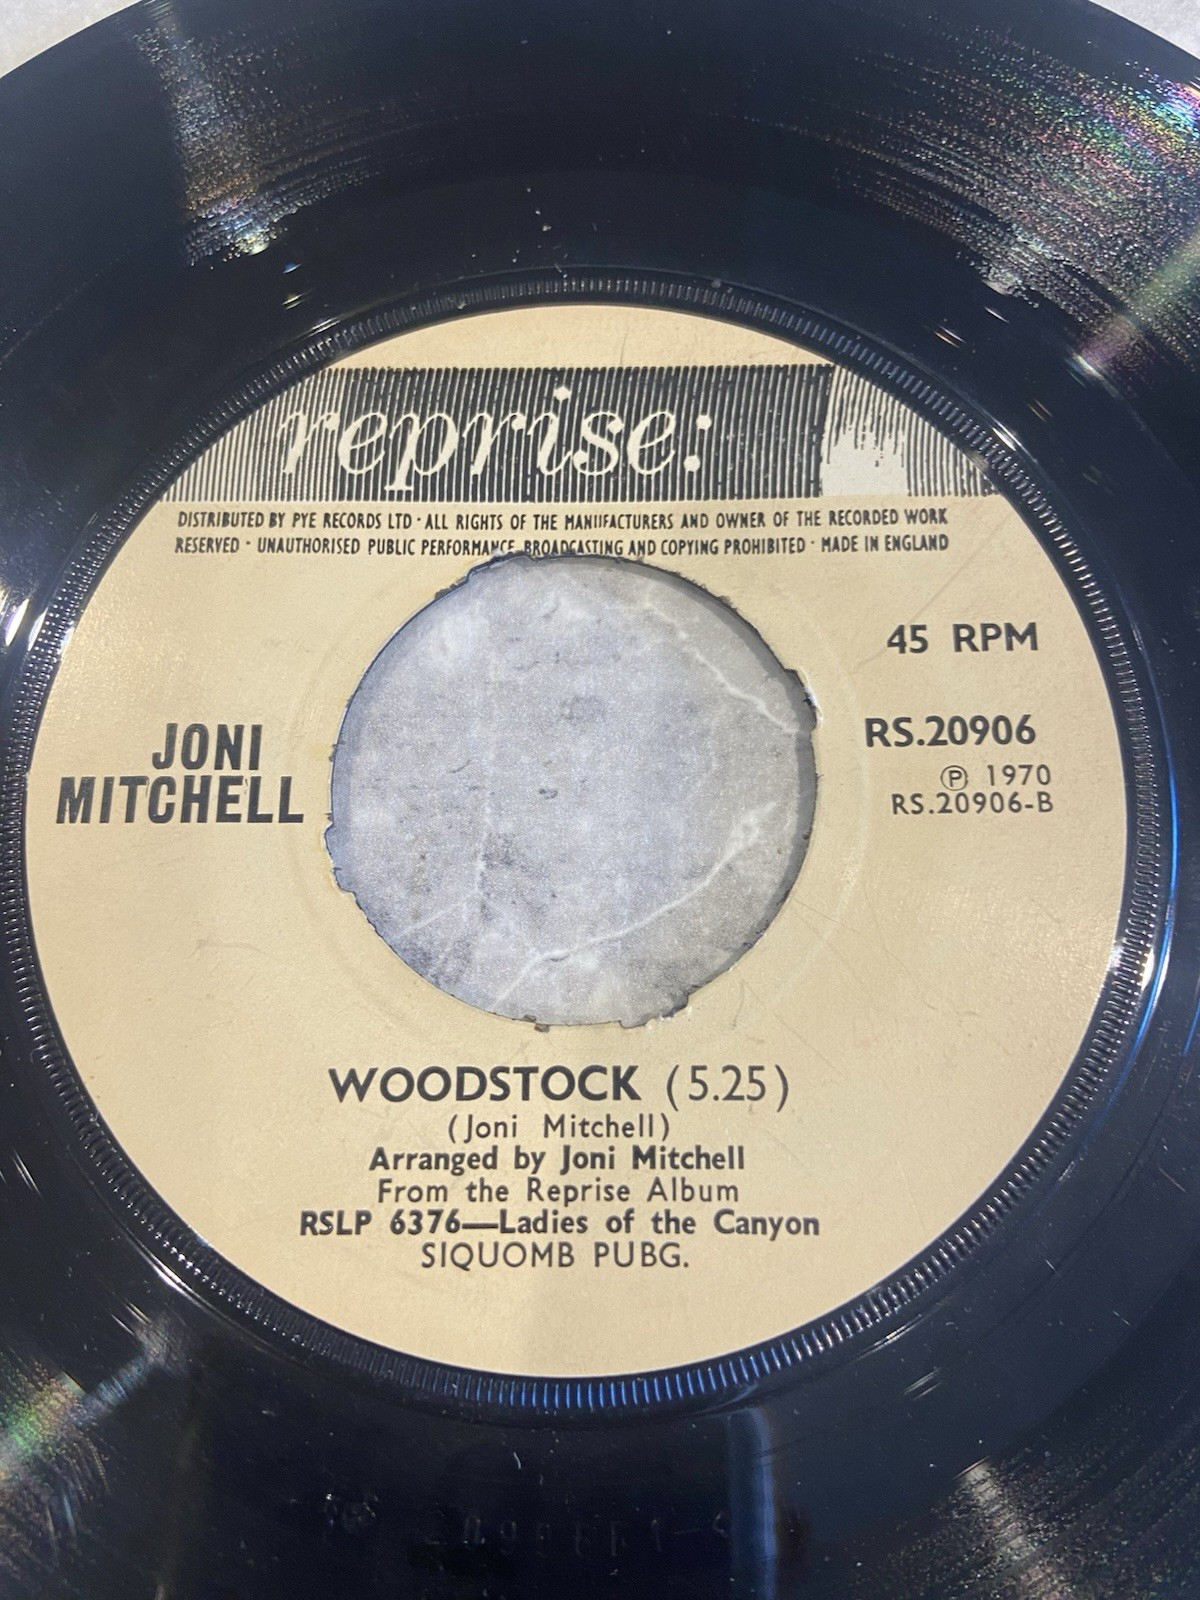 reprise:
DISTRIBUTED BY PYE RECORDS LTD · ALL RIGHTS OF THE MANUFACTURERS AND OWNER OF THE RECORDED WORK
RESERVED · UNAUTHORISED PUBLIC PERFORMANCE, BROADCASTING AND COPYING PROHIBITED · MADE IN ENGLAND
45 RPM
JONI
MITCHELL
RS.20906
Ⓟ 1970
RS.20906-B
WOODSTOCK (5.25)
(Joni Mitchell)
Arranged by Joni Mitchell
From the Reprise Album
RSLP 6376—Ladies of the Canyon
SIQUOMB PUBG.